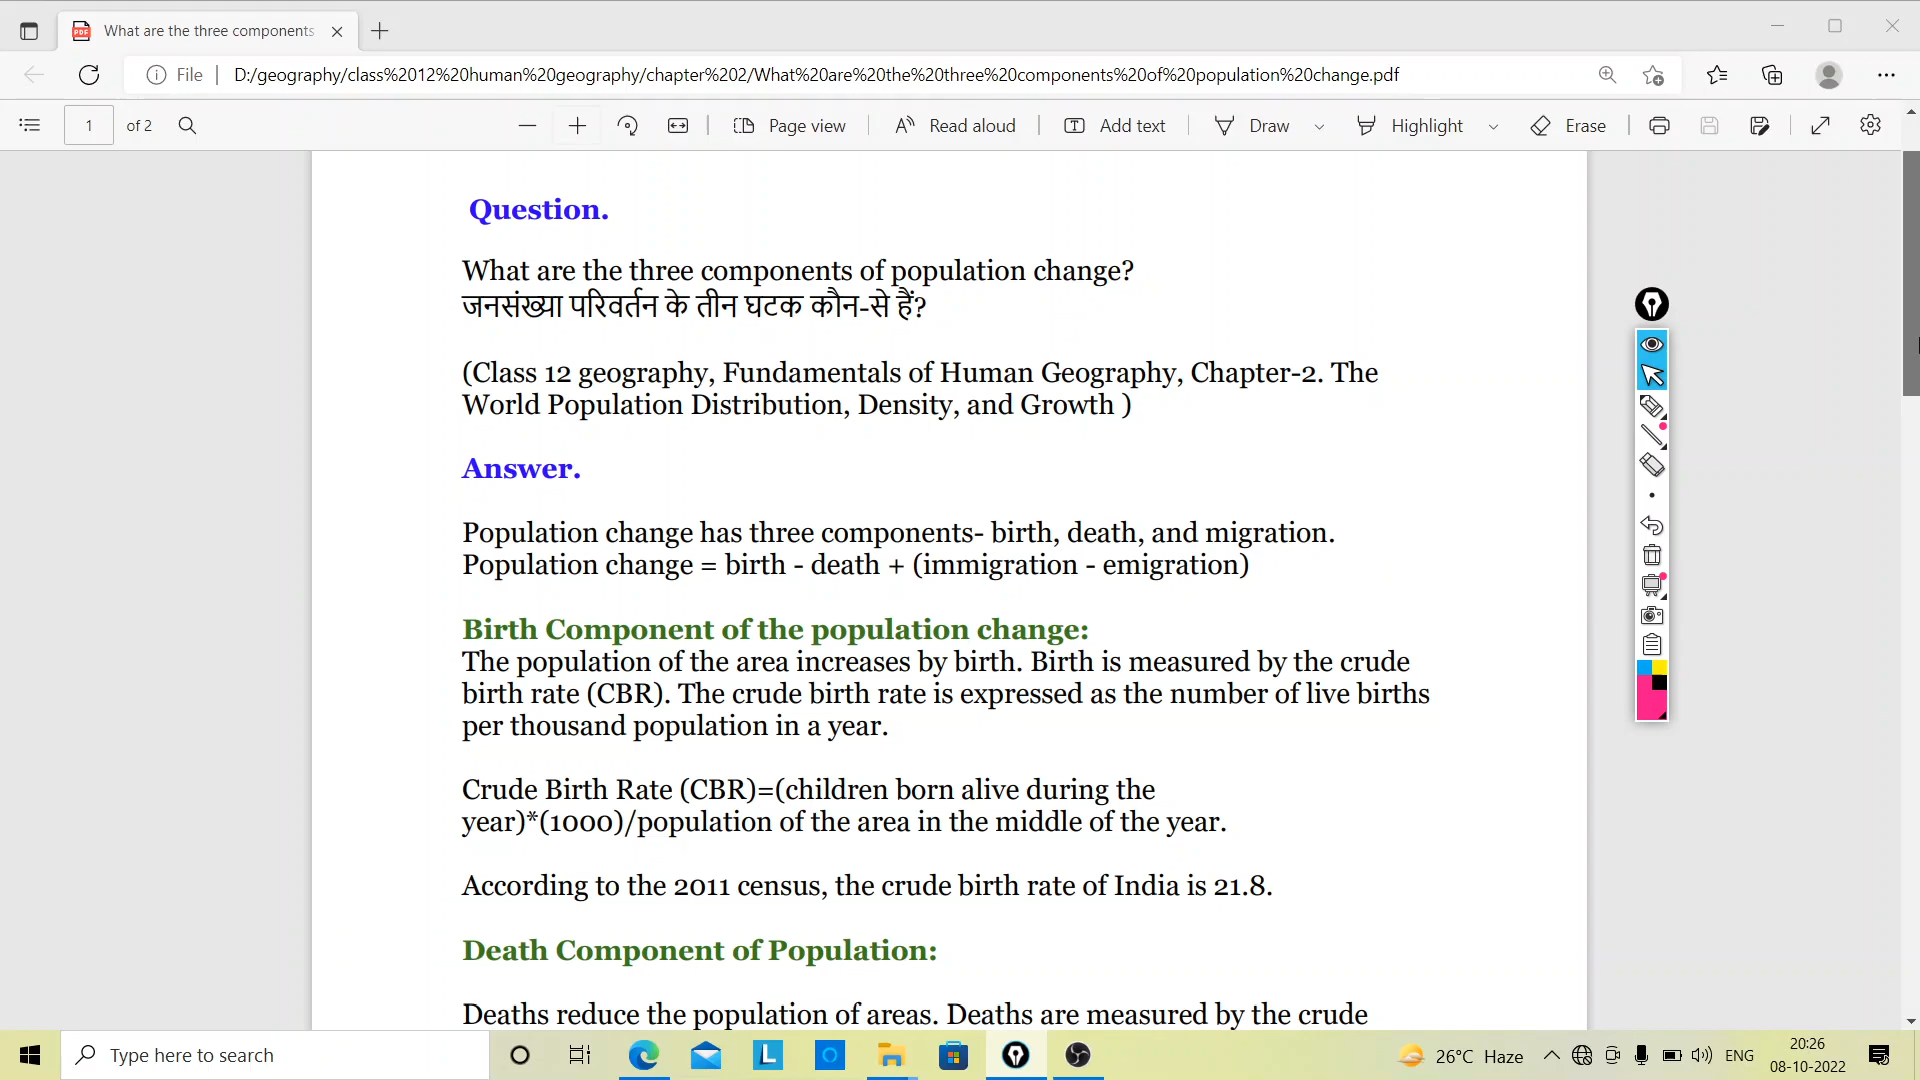 What are the three components
File
D:/geography/class%2012%20human%20geography/chapter%202/What%20are%20the%20three%20components%20of%20population%20change.pdf
1 of 2
Page view
Read aloud
Add text
Draw
Highlight
Erase
Question.
What are the three components of population change?
जनसंख्या परिवर्तन के तीन घटक कौन-से हैं?
(Class 12 geography, Fundamentals of Human Geography, Chapter-2. The
World Population Distribution, Density, and Growth )
Answer.
Population change has three components- birth, death, and migration.
Population change = birth - death + (immigration - emigration)
Birth Component of the population change:
The population of the area increases by birth. Birth is measured by the crude
birth rate (CBR). The crude birth rate is expressed as the number of live births
per thousand population in a year.
Crude Birth Rate (CBR)=(children born alive during the
year)*(1000)/population of the area in the middle of the year.
According to the 2011 census, the crude birth rate of India is 21.8.
Death Component of Population:
Deaths reduce the population of areas. Deaths are measured by the crude
Type here to search
26°C Haze
ENG
20:26
08-10-2022